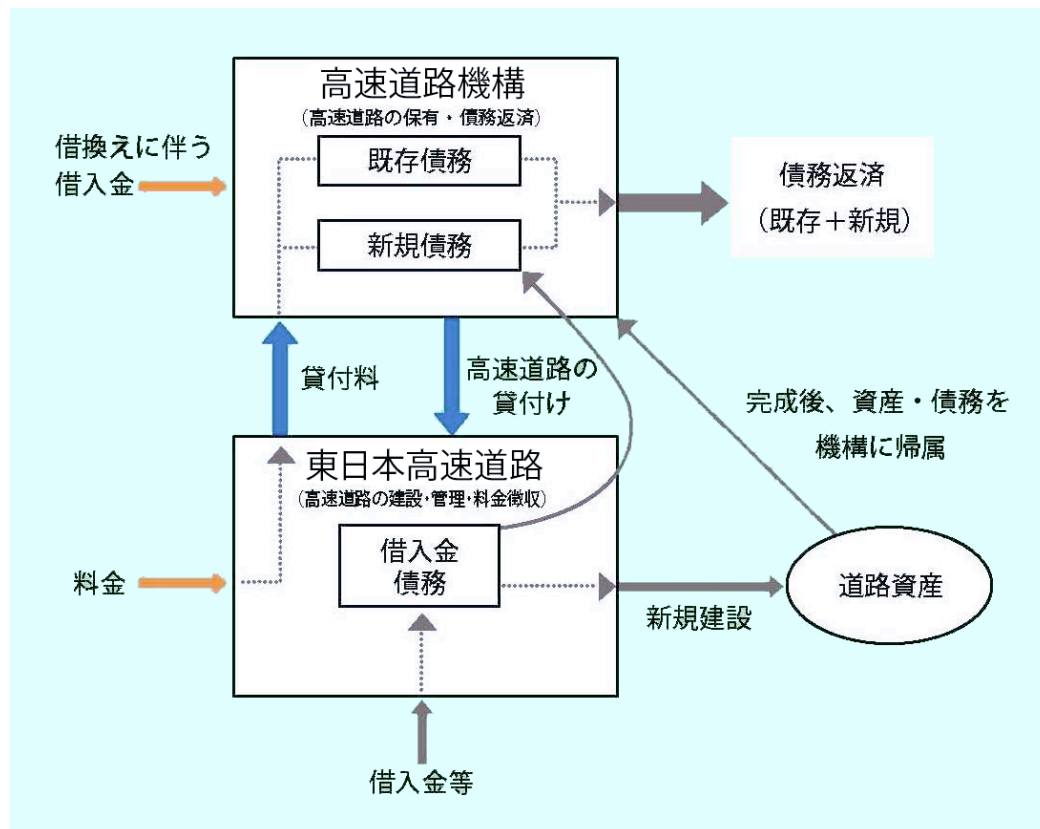 高速道路機構
(高速道路の保有・債務返済)
借換えに伴う
借入金
既存債務
新規債務
債務返済
(既存＋新規)
貸付料
高速道路の
貸付け
完成後、資産・債務を
機構に帰属
東日本高速道路
(高速道路の建設・管理・料金徴収)
借入金
債務
料金
新規建設
道路資産
借入金等